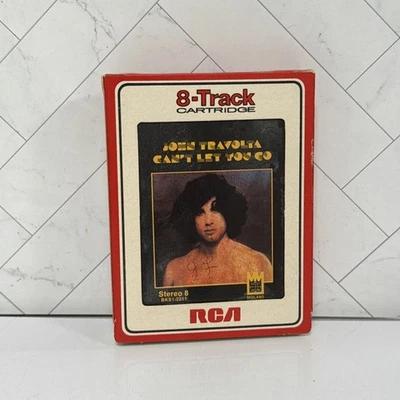 8-Track
CARTRIDGE
JOHN TRAVOLTA
CAN'T LET YOU GO
Stereo 8
MIDLAND
RCA